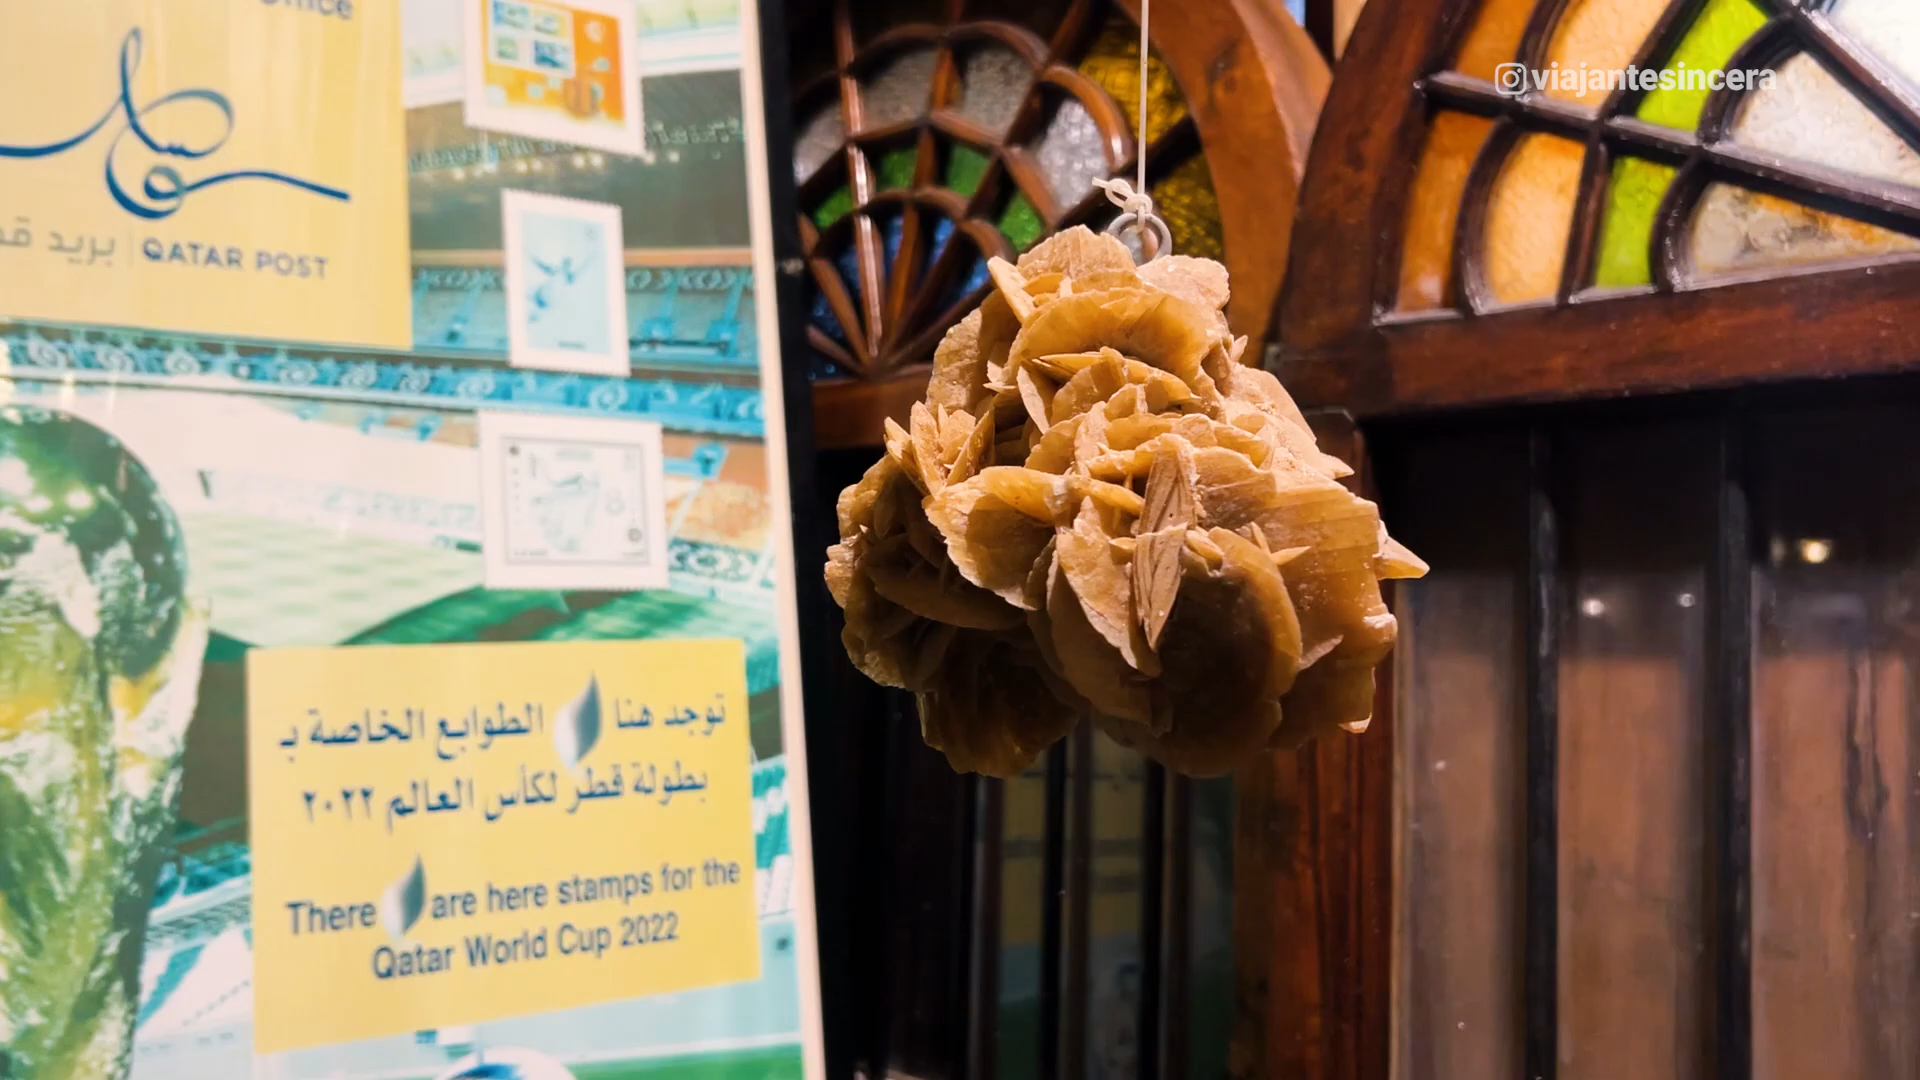 Office
بريد
QATAR POST
viajantesincera
توجد هنا الطوابع الخاصة بـ
بطولة قطر لكأس العالم ٢٠٢٢
There are here stamps for the
Qatar World Cup 2022